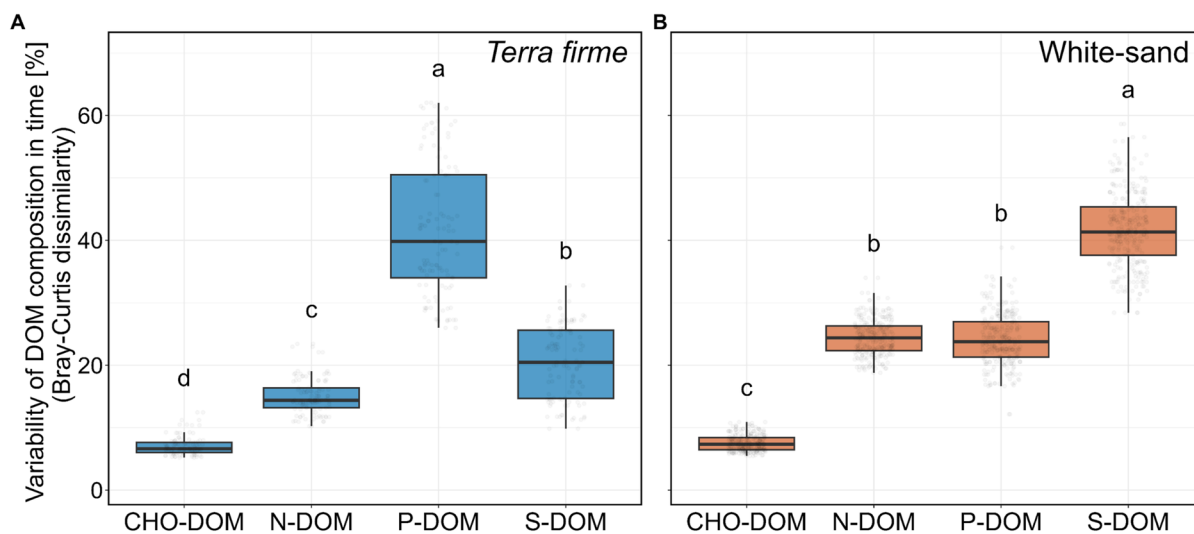 A
B
Variability of DOM composition in time [%]
(Bray-Curtis dissimilarity)
Terra firme
White-sand
60
40
20
0
d
c
a
b
c
b
b
a
CHO-DOM
N-DOM
P-DOM
S-DOM
CHO-DOM
N-DOM
P-DOM
S-DOM